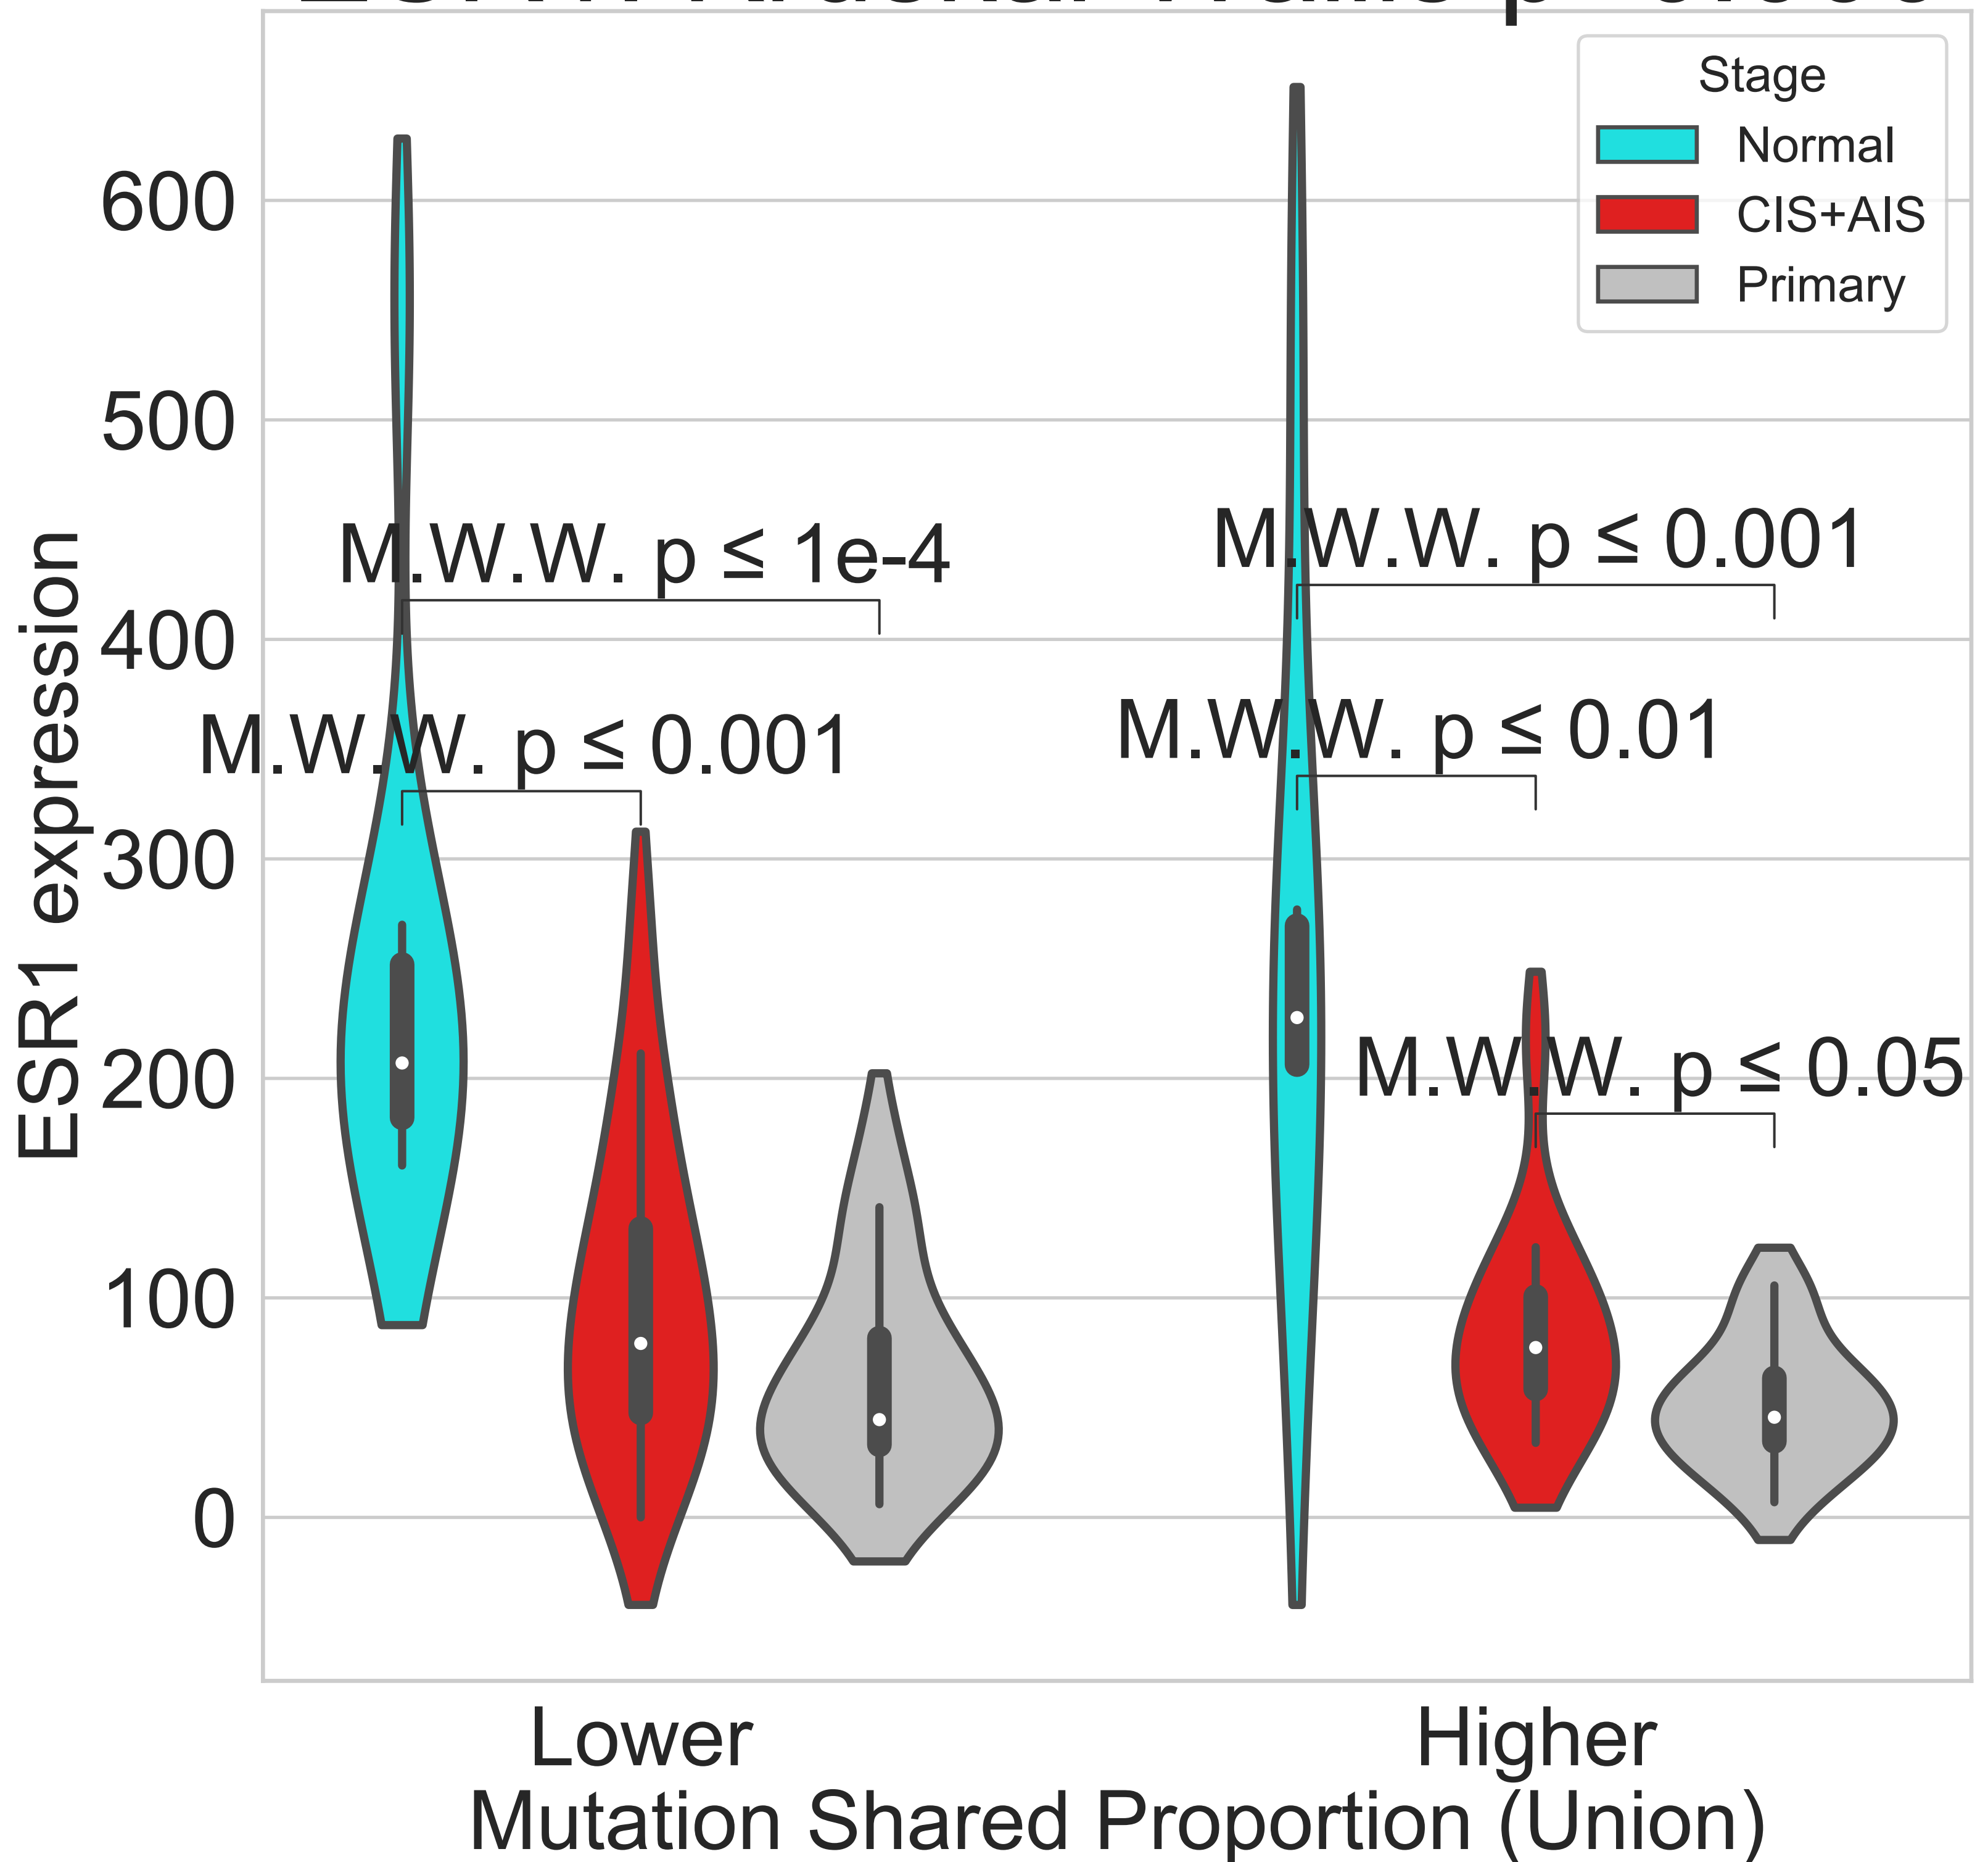 Stage
Normal
CIS+AIS
Primary
600
500
400
300
200
100
0
ESR1 expression
M.W.W. p ≤ 1e-4
M.W.W. p ≤ 0.001
M.W.W. p ≤ 0.001
M.W.W. p ≤ 0.01
M.W.W. p ≤ 0.05
Lower
Higher
Mutation Shared Proportion (Union)